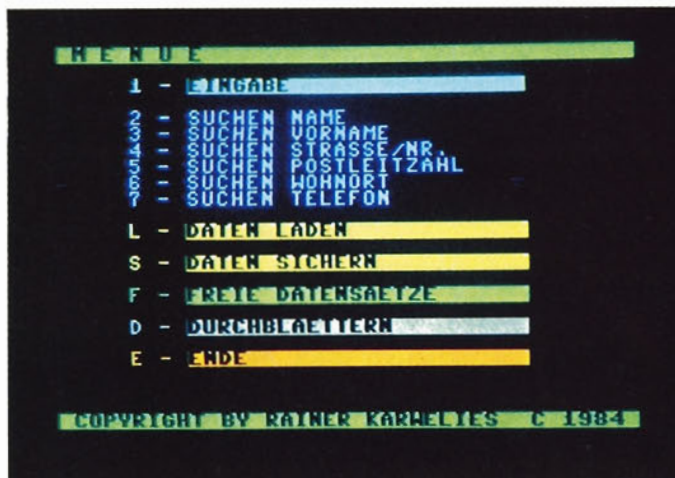 M E N U E
1 - EINGABE
2 - SUCHEN NAME
3 - SUCHEN VORNAME
4 - SUCHEN STRASSE/NR.
5 - SUCHEN POSTLEITZAHL
6 - SUCHEN WOHNORT
7 - SUCHEN TELEFON
L - DATEN LADEN
S - DATEN SICHERN
F - FREIE DATENSAETZE
D - DURCHBLAETTERN
E - ENDE
COPYRIGHT BY RAINER KARWELIES C 1984